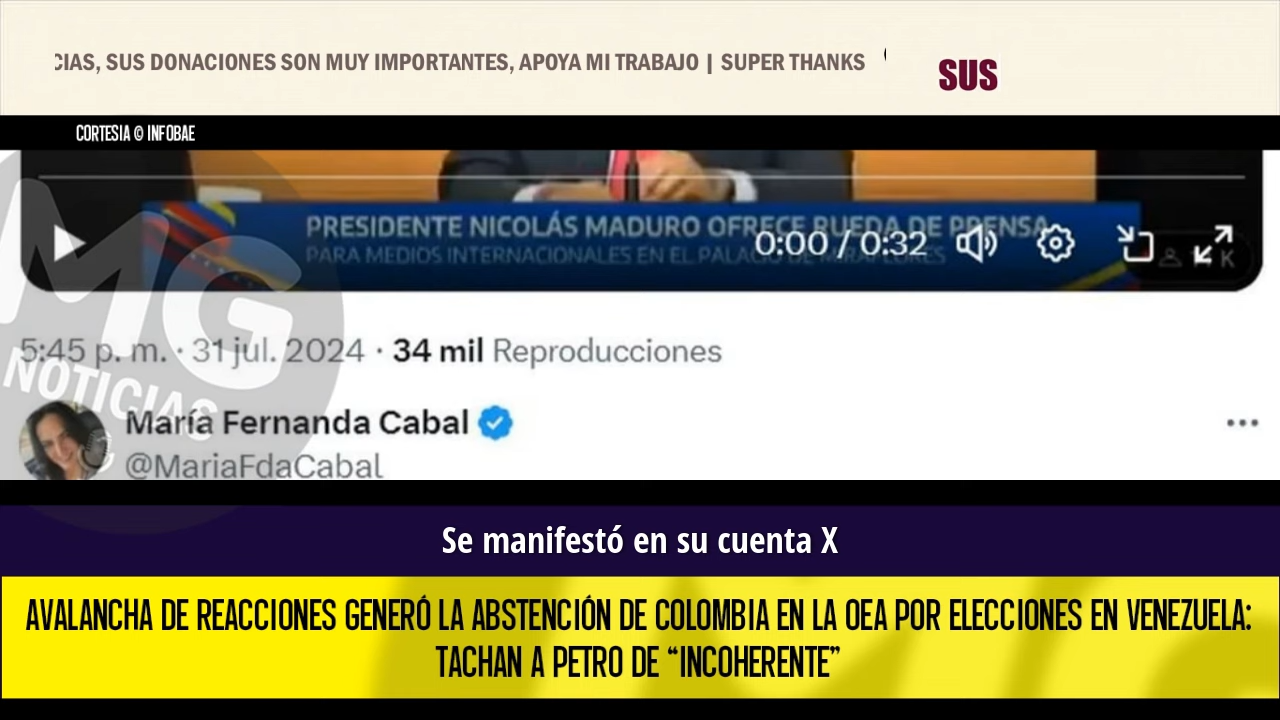 CIAS, SUS DONACIONES SON MUY IMPORTANTES, APOYA MI TRABAJO | SUPER THANKS
SUS
CORTESIA © INFOBAE
PRESIDENTE NICOLÁS MADURO OFRECE RUEDA DE PRENSA
PARA MEDIOS INTERNACIONALES EN EL PALACIO DE MIRAFLORES
0:00 / 0:32
MG
NOTICIAS
5:45 p. m. · 31 jul. 2024 · 34 mil Reproducciones
María Fernanda Cabal
@MariaFdaCabal
Se manifestó en su cuenta X
AVALANCHA DE REACCIONES GENERÓ LA ABSTENCIÓN DE COLOMBIA EN LA OEA POR ELECCIONES EN VENEZUELA:
TACHAN A PETRO DE “INCOHERENTE”